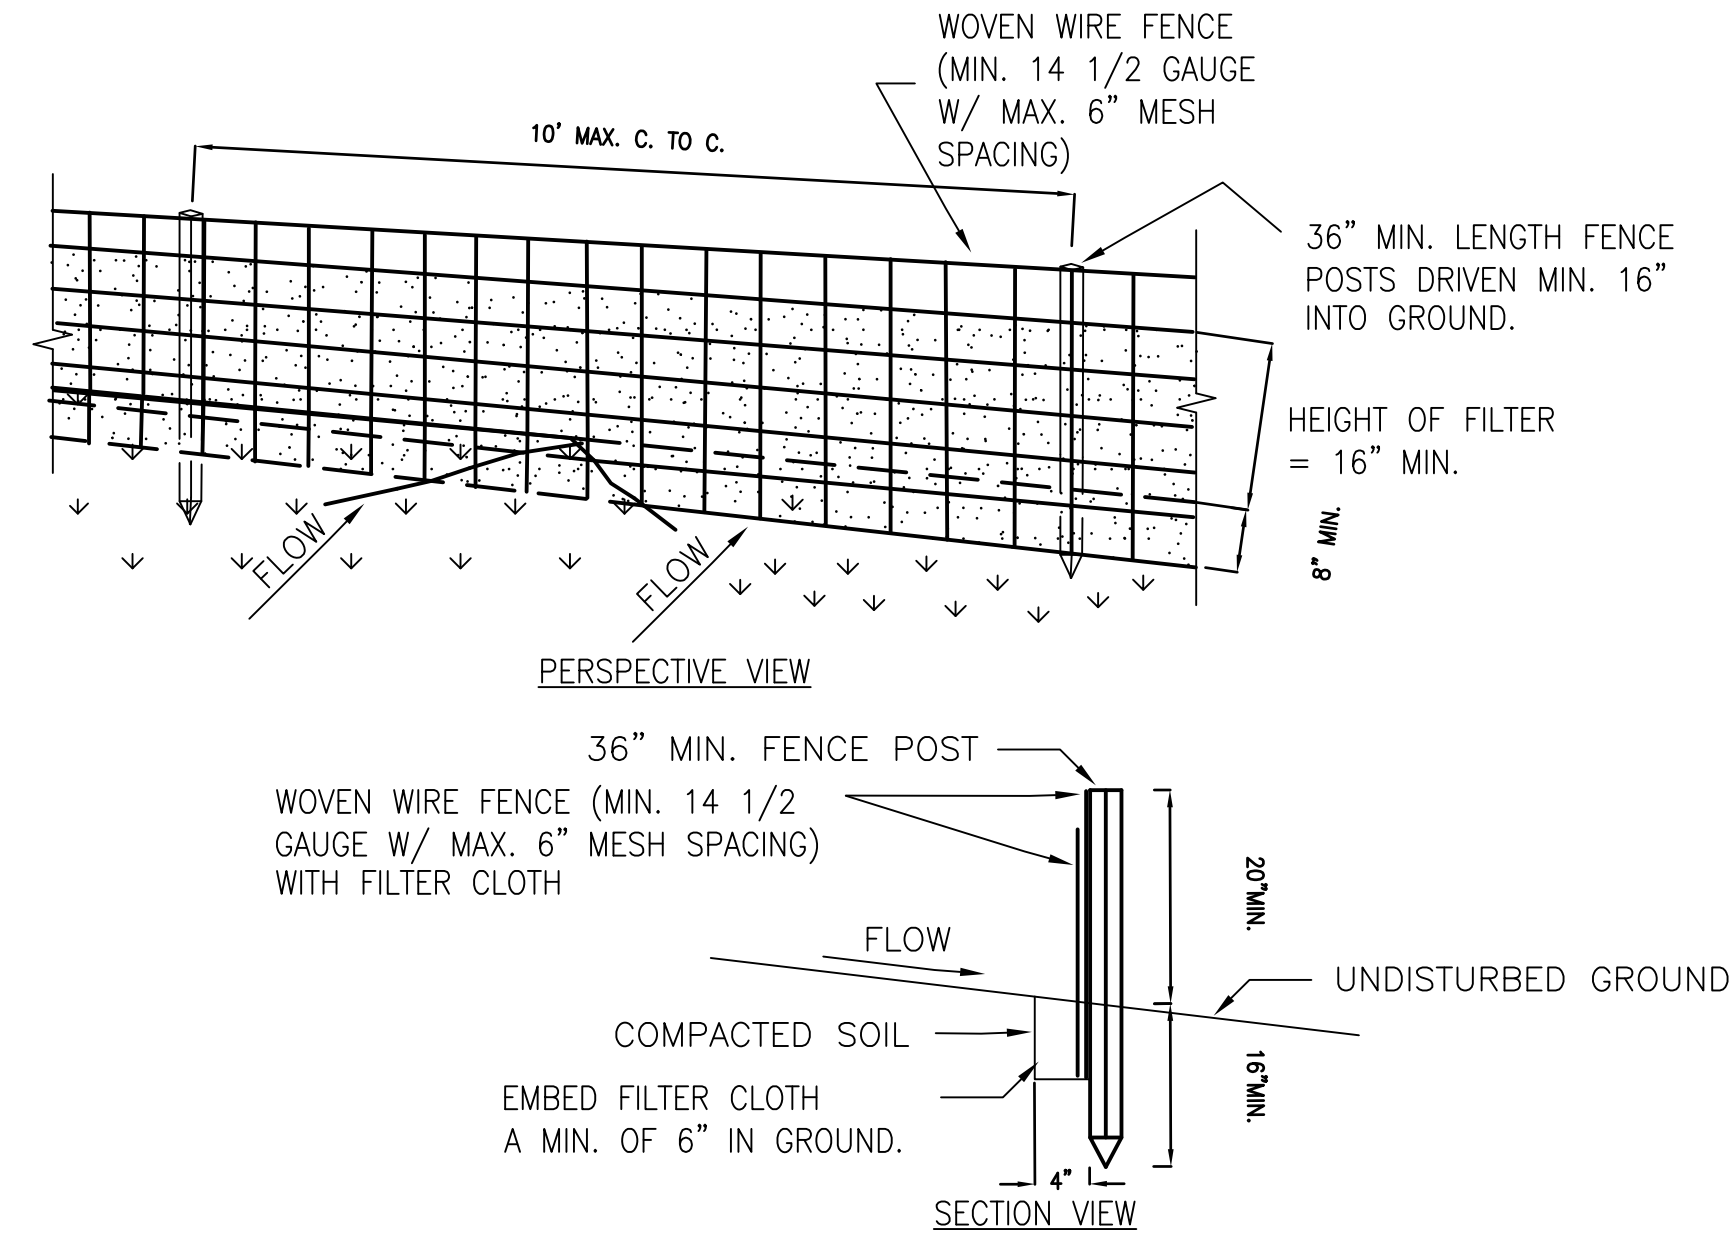 WOVEN WIRE FENCE
(MIN. 14 1/2 GAUGE
W/ MAX. 6" MESH
SPACING)
10' MAX. C. TO C.
36" MIN. LENGTH FENCE
POSTS DRIVEN MIN. 16"
INTO GROUND.
HEIGHT OF FILTER
= 16" MIN.
8" MIN.
FLOW
FLOW
PERSPECTIVE VIEW
36" MIN. FENCE POST
WOVEN WIRE FENCE (MIN. 14 1/2
GAUGE W/ MAX. 6" MESH SPACING)
WITH FILTER CLOTH
20"MIN.
FLOW
UNDISTURBED GROUND
COMPACTED SOIL
16"MIN.
EMBED FILTER CLOTH
A MIN. OF 6" IN GROUND.
4"
SECTION VIEW